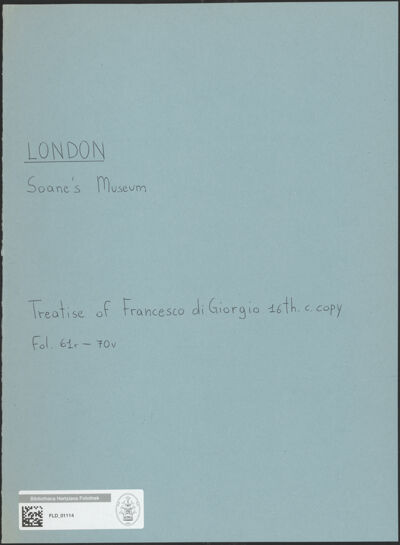 LONDON
Soane's Museum
Treatise of Francesco di Giorgio 16th. c. copy
Fol. 61r – 70v
Bibliotheca Hertziana Fotothek
FLD_01114